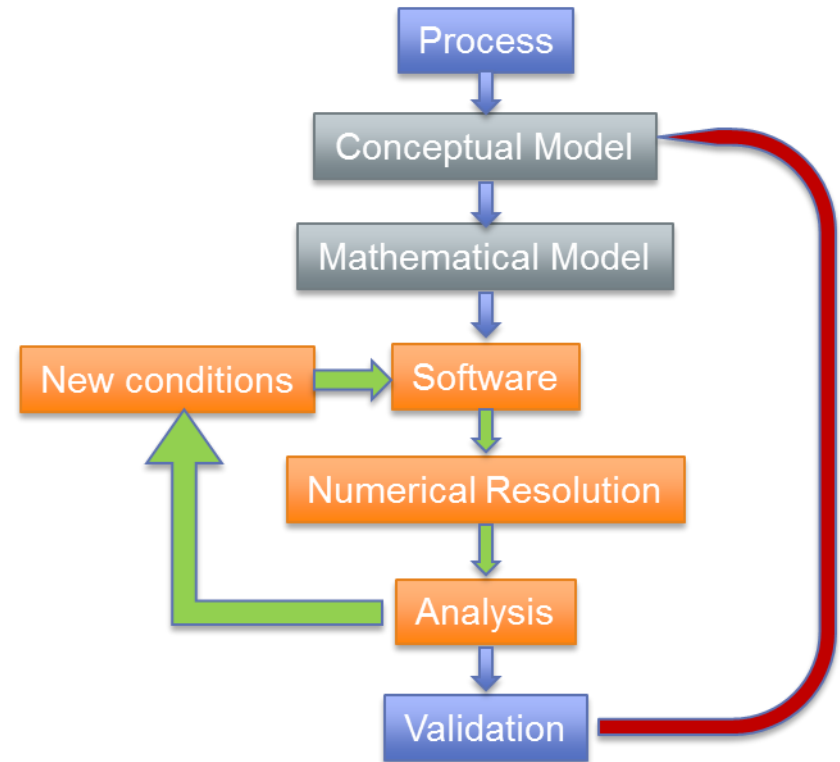 Process
Conceptual Model
Mathematical Model
New conditions
Software
Numerical Resolution
Analysis
Validation